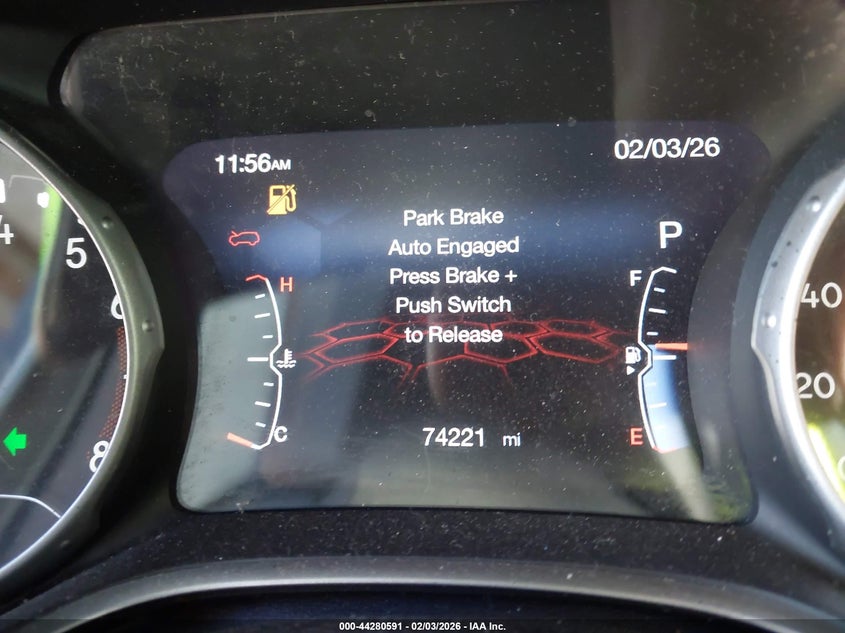 11:56AM
02/03/26
Park Brake
Auto Engaged
Press Brake +
Push Switch
to Release
P
H
F
C
E
74221 mi
4
5
6
8
40
20
000-44280591 - 02/03/2026 - IAA Inc.